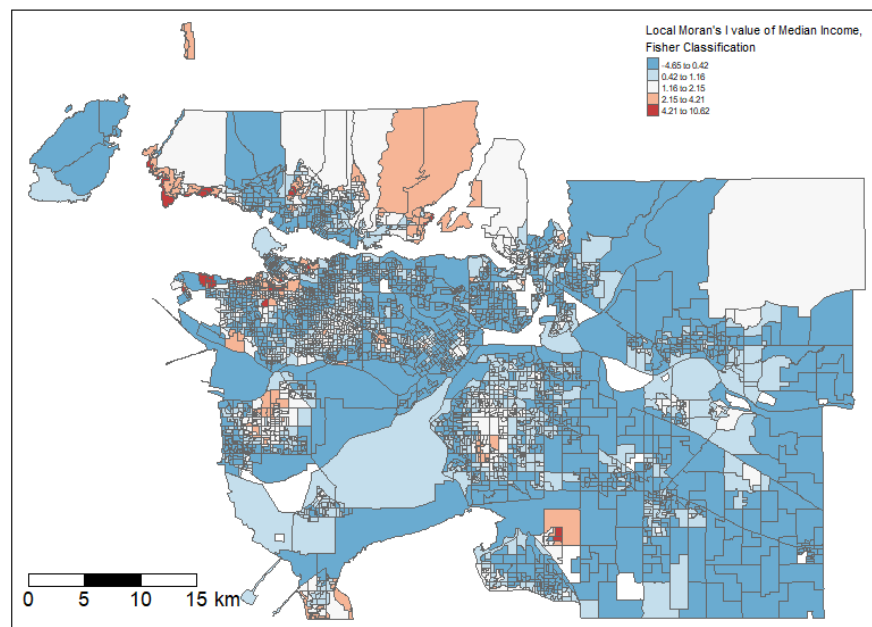 Local Moran's I value of Median Income,
Fisher Classification
-4.65 to 0.42
0.42 to 1.16
1.16 to 2.15
2.15 to 4.21
4.21 to 10.62
0 5 10 15 km